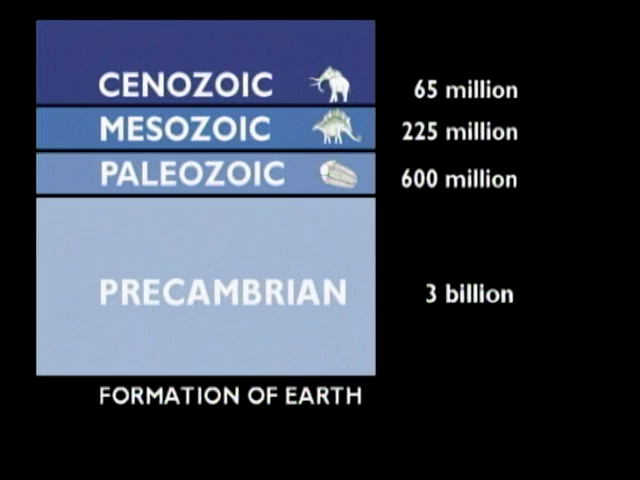 CENOZOIC 65 million
MESOZOIC 225 million
PALEOZOIC 600 million
PRECAMBRIAN 3 billion
FORMATION OF EARTH